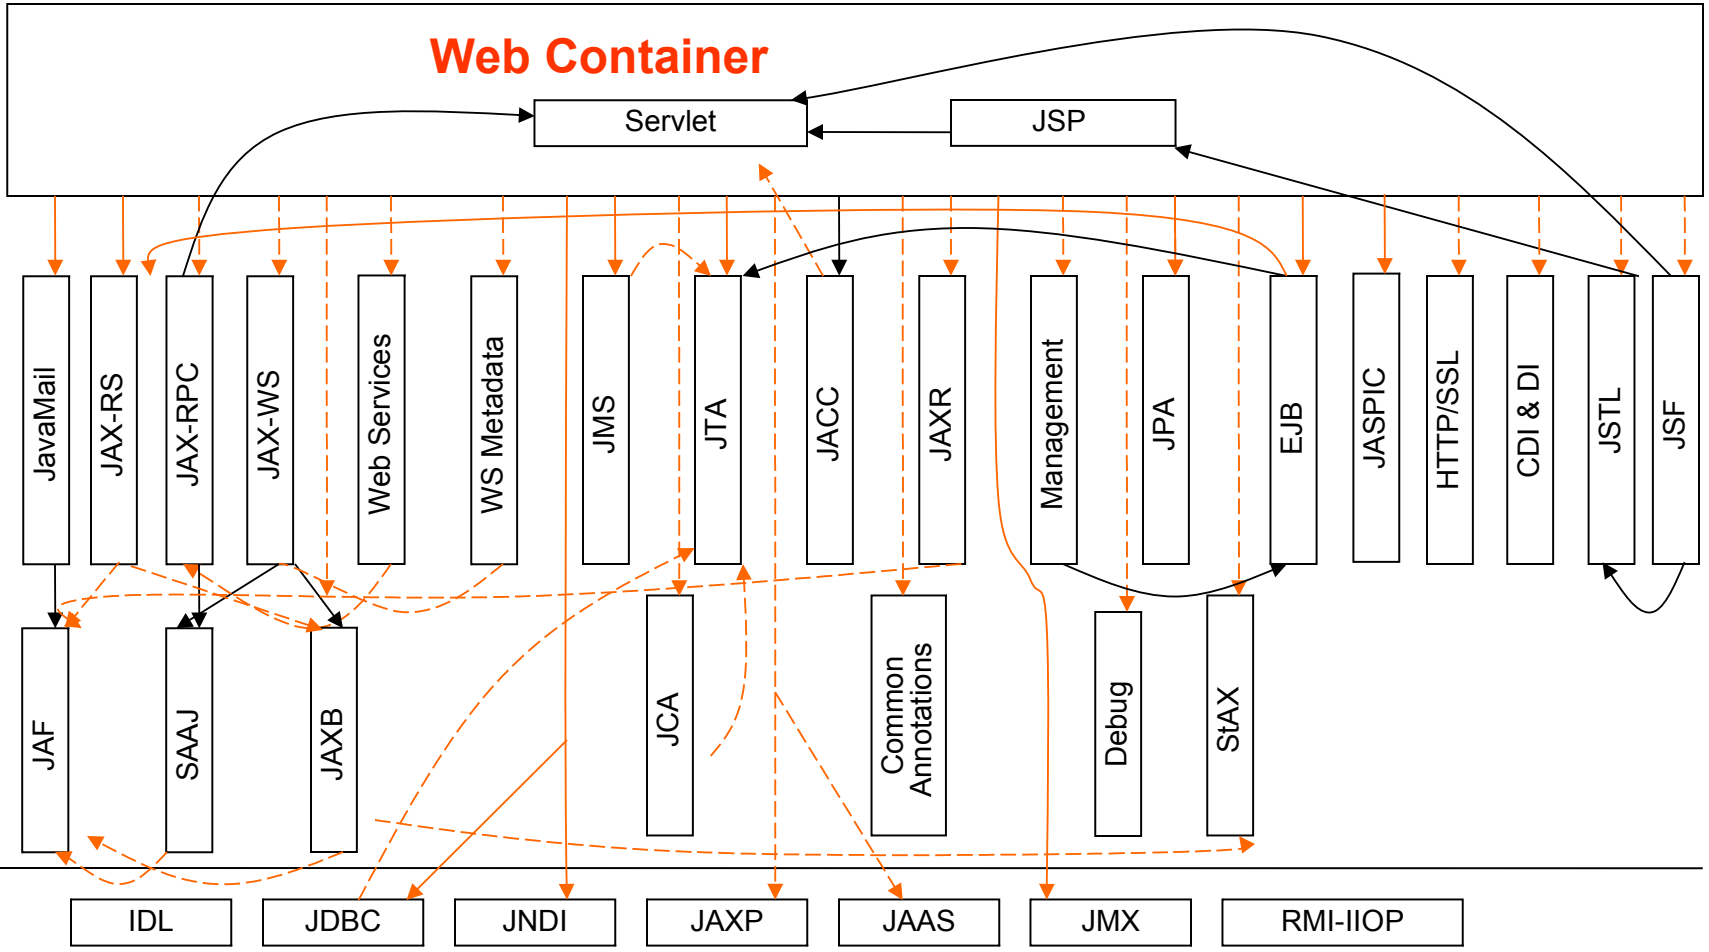 Web Container
Servlet
JSP
JavaMail
JAX-RS
JAX-RPC
JAX-WS
Web Services
WS Metadata
JMS
JTA
JACC
JAXR
Management
JPA
EJB
JASPIC
HTTP/SSL
CDI & DI
JSTL
JSF
JAF
SAAJ
JAXB
JCA
Common
Annotations
Debug
StAX
IDL
JDBC
JNDI
JAXP
JAAS
JMX
RMI-IIOP